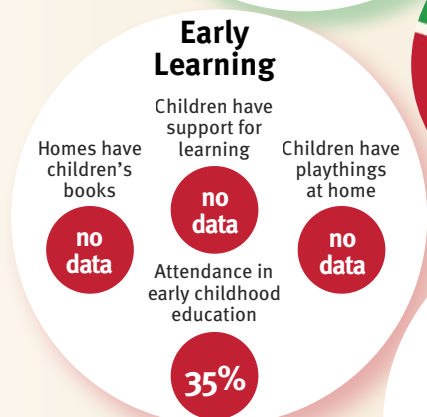 Early
Learning
Children have
support for
learning
no
data
Homes have
children’s
books
no
data
Children have
playthings
at home
no
data
Attendance in
early childhood
education
35%